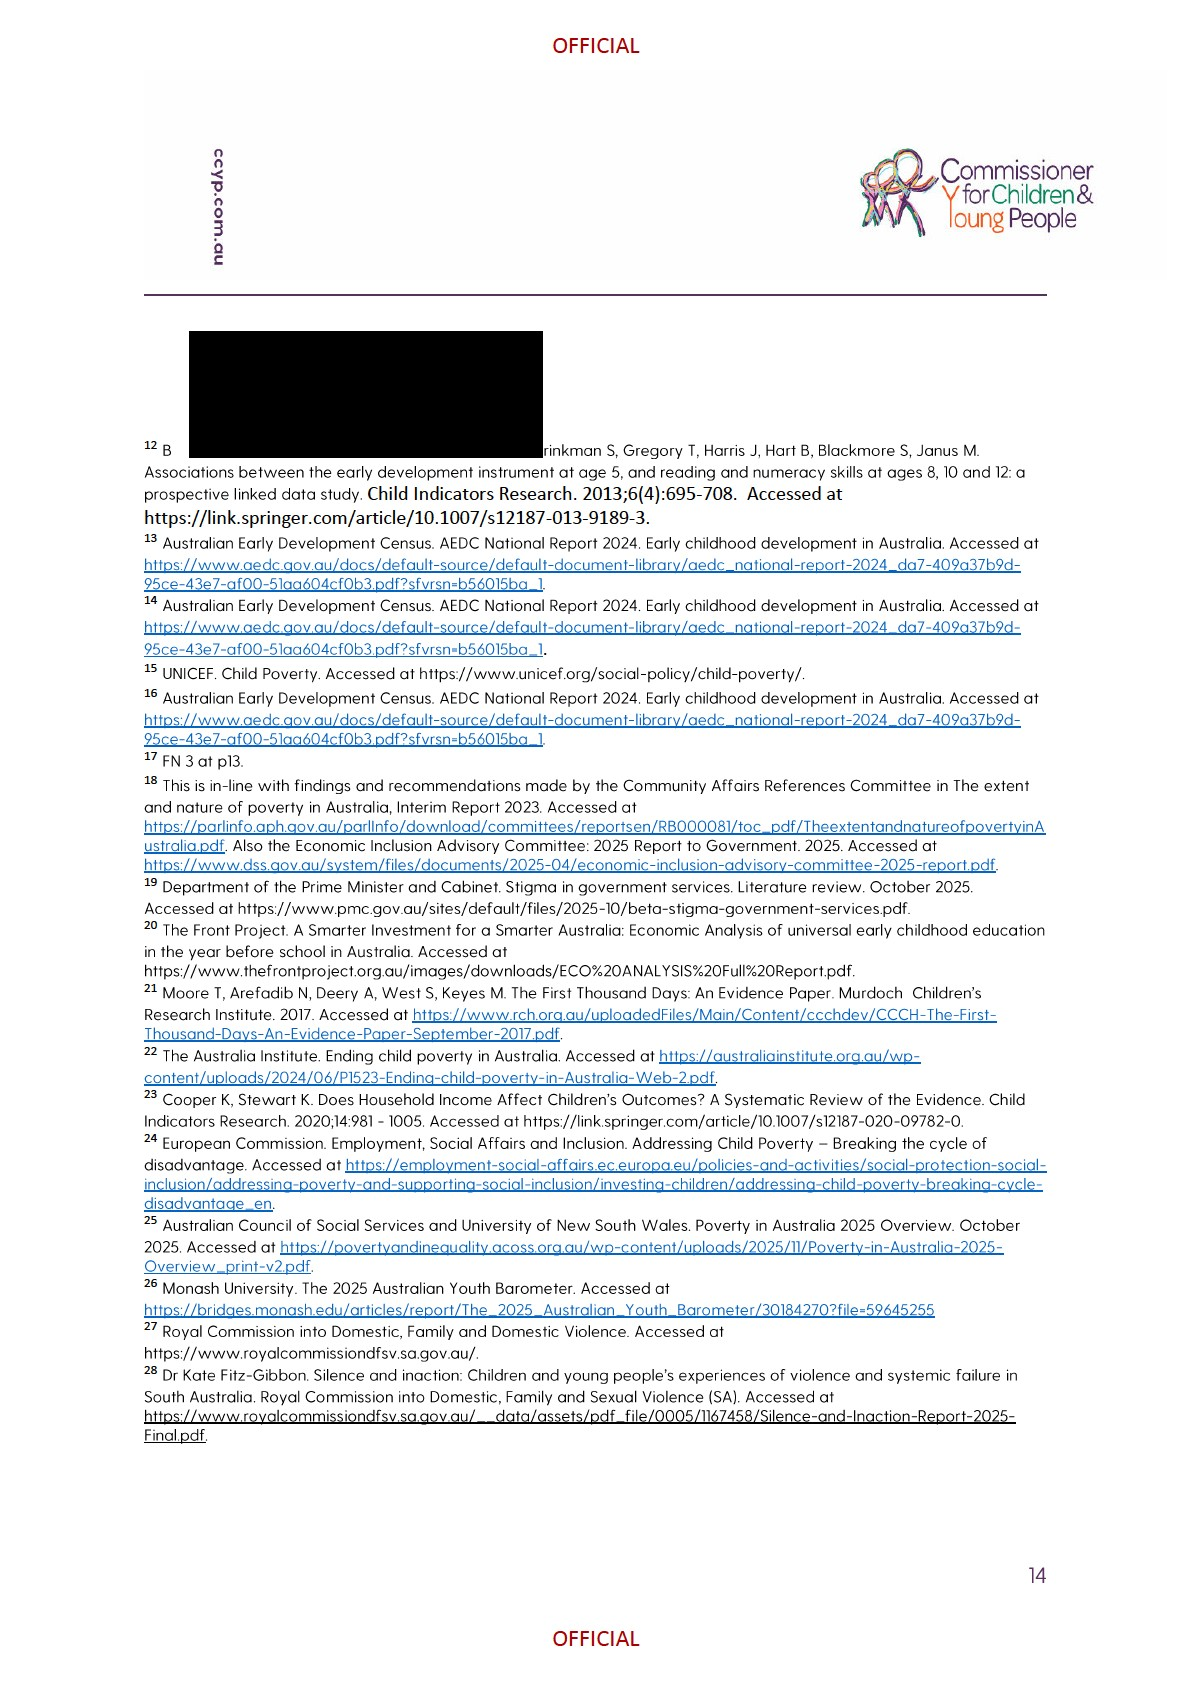 OFFICIAL
ccyp.com.au
Commissioner
for Children &
Young People
12 B rinkman S, Gregory T, Harris J, Hart B, Blackmore S, Janus M.
Associations between the early development instrument at age 5, and reading and numeracy skills at ages 8, 10 and 12: a
prospective linked data study. Child Indicators Research. 2013;6(4):695-708.  Accessed at
https://link.springer.com/article/10.1007/s12187-013-9189-3.
13 Australian Early Development Census. AEDC National Report 2024. Early childhood development in Australia. Accessed at
https://www.aedc.gov.au/docs/default-source/default-document-library/aedc_national-report-2024_da7-409a37b9d-
95ce-43e7-af00-51aa604cf0b3.pdf?sfvrsn=b56015ba_1.
14 Australian Early Development Census. AEDC National Report 2024. Early childhood development in Australia. Accessed at
https://www.aedc.gov.au/docs/default-source/default-document-library/aedc_national-report-2024_da7-409a37b9d-
95ce-43e7-af00-51aa604cf0b3.pdf?sfvrsn=b56015ba_1.
15 UNICEF. Child Poverty. Accessed at https://www.unicef.org/social-policy/child-poverty/.
16 Australian Early Development Census. AEDC National Report 2024. Early childhood development in Australia. Accessed at
https://www.aedc.gov.au/docs/default-source/default-document-library/aedc_national-report-2024_da7-409a37b9d-
95ce-43e7-af00-51aa604cf0b3.pdf?sfvrsn=b56015ba_1.
17 FN 3 at p13.
18 This is in-line with findings and recommendations made by the Community Affairs References Committee in The extent
and nature of poverty in Australia, Interim Report 2023. Accessed at
https://parlinfo.aph.gov.au/parlInfo/download/committees/reportsen/RB000081/toc_pdf/TheextentandnatureofpovertyinA
ustralia.pdf. Also the Economic Inclusion Advisory Committee: 2025 Report to Government. 2025. Accessed at
https://www.dss.gov.au/system/files/documents/2025-04/economic-inclusion-advisory-committee-2025-report.pdf.
19 Department of the Prime Minister and Cabinet. Stigma in government services. Literature review. October 2025.
Accessed at https://www.pmc.gov.au/sites/default/files/2025-10/beta-stigma-government-services.pdf.
20 The Front Project. A Smarter Investment for a Smarter Australia: Economic Analysis of universal early childhood education
in the year before school in Australia. Accessed at
https://www.thefrontproject.org.au/images/downloads/ECO%20ANALYSIS%20Full%20Report.pdf.
21 Moore T, Arefadib N, Deery A, West S, Keyes M. The First Thousand Days: An Evidence Paper. Murdoch  Children’s
Research Institute. 2017. Accessed at https://www.rch.org.au/uploadedFiles/Main/Content/ccchdev/CCCH-The-First-
Thousand-Days-An-Evidence-Paper-September-2017.pdf.
22 The Australia Institute. Ending child poverty in Australia. Accessed at https://australiainstitute.org.au/wp-
content/uploads/2024/06/P1523-Ending-child-poverty-in-Australia-Web-2.pdf.
23 Cooper K, Stewart K. Does Household Income Affect Children’s Outcomes? A Systematic Review of the Evidence. Child
Indicators Research. 2020;14:981 - 1005. Accessed at https://link.springer.com/article/10.1007/s12187-020-09782-0.
24 European Commission. Employment, Social Affairs and Inclusion. Addressing Child Poverty – Breaking the cycle of
disadvantage. Accessed at https://employment-social-affairs.ec.europa.eu/policies-and-activities/social-protection-social-
inclusion/addressing-poverty-and-supporting-social-inclusion/investing-children/addressing-child-poverty-breaking-cycle-
disadvantage_en.
25 Australian Council of Social Services and University of New South Wales. Poverty in Australia 2025 Overview. October
2025. Accessed at https://povertyandinequality.acoss.org.au/wp-content/uploads/2025/11/Poverty-in-Australia-2025-
Overview_print-v2.pdf.
26 Monash University. The 2025 Australian Youth Barometer. Accessed at
https://bridges.monash.edu/articles/report/The_2025_Australian_Youth_Barometer/30184270?file=59645255
27 Royal Commission into Domestic, Family and Domestic Violence. Accessed at
https://www.royalcommissiondfsv.sa.gov.au/.
28 Dr Kate Fitz-Gibbon. Silence and inaction: Children and young people’s experiences of violence and systemic failure in
South Australia. Royal Commission into Domestic, Family and Sexual Violence (SA). Accessed at
https://www.royalcommissiondfsv.sa.gov.au/__data/assets/pdf_file/0005/1167458/Silence-and-Inaction-Report-2025-
Final.pdf.
14
OFFICIAL